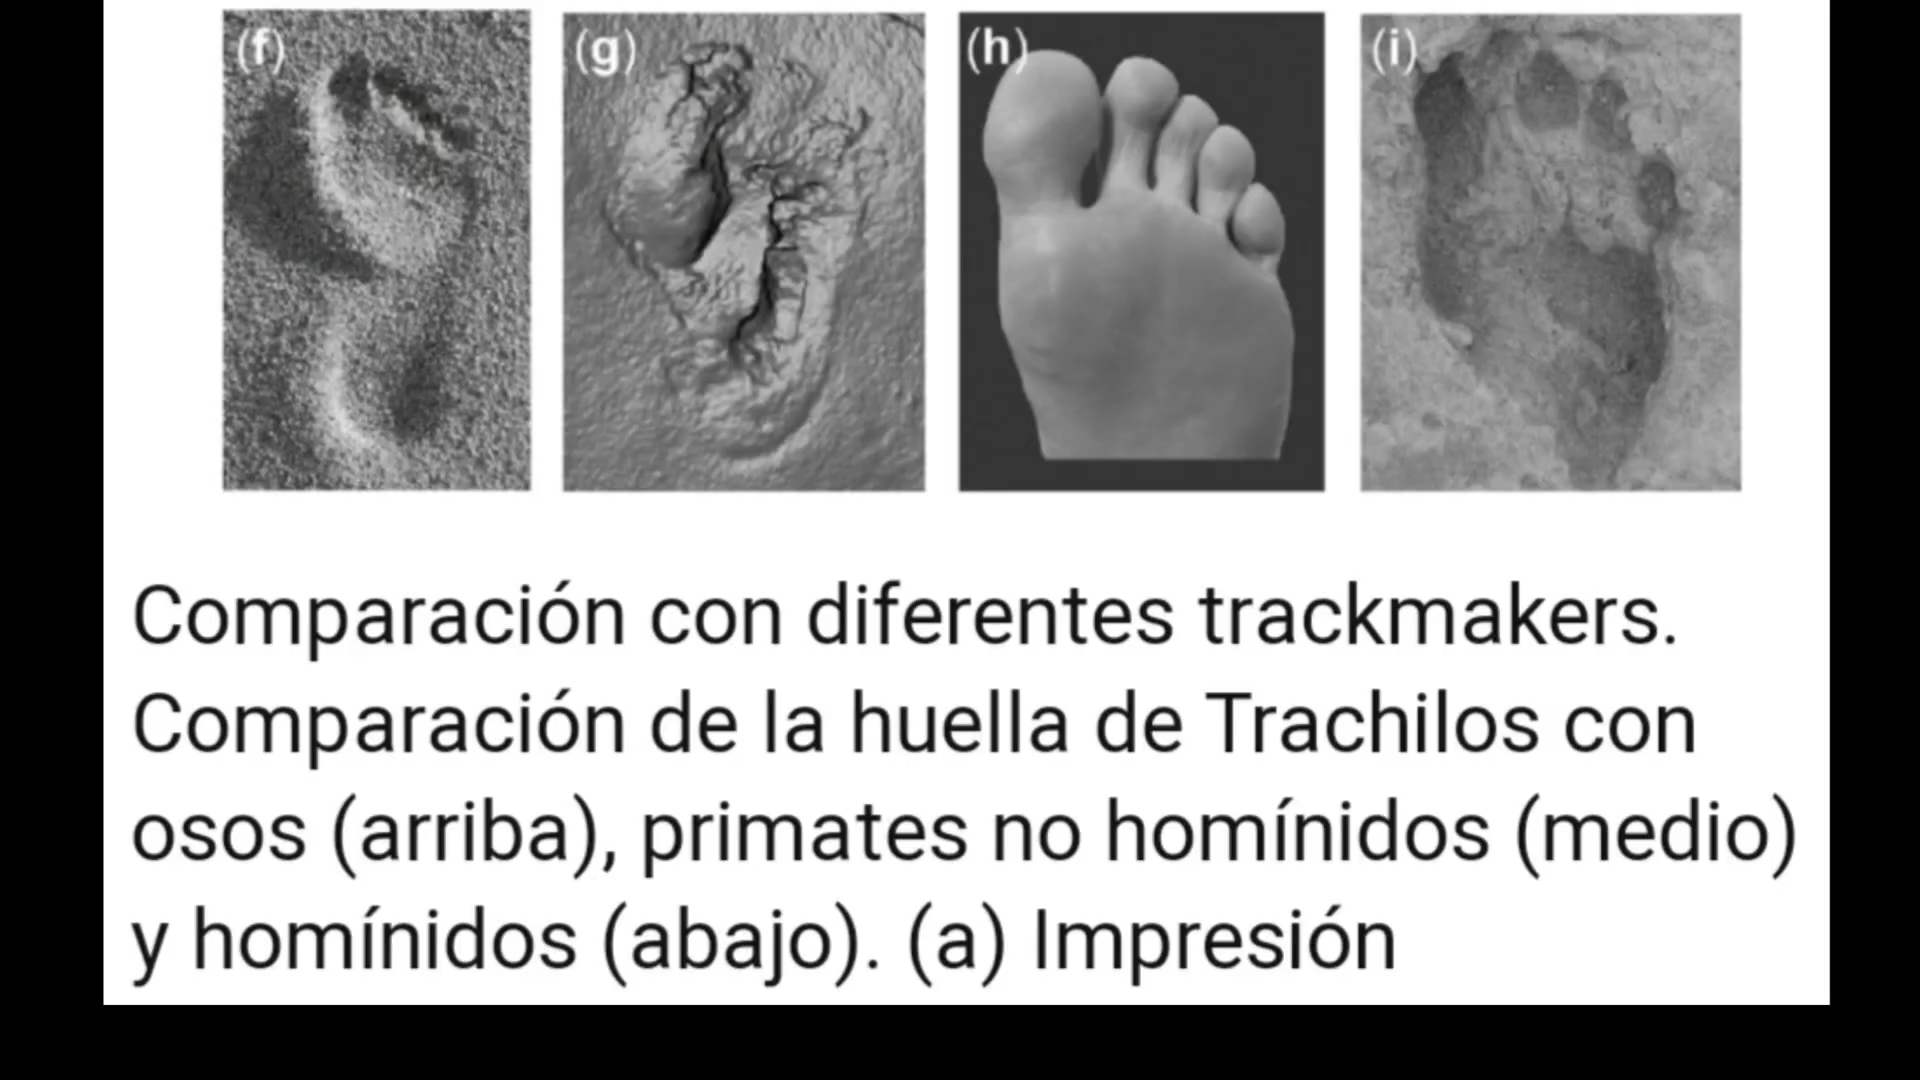 (f) (g) (h) (i)
Comparación con diferentes trackmakers.
Comparación de la huella de Trachilos con
osos (arriba), primates no homínidos (medio)
y homínidos (abajo). (a) Impresión